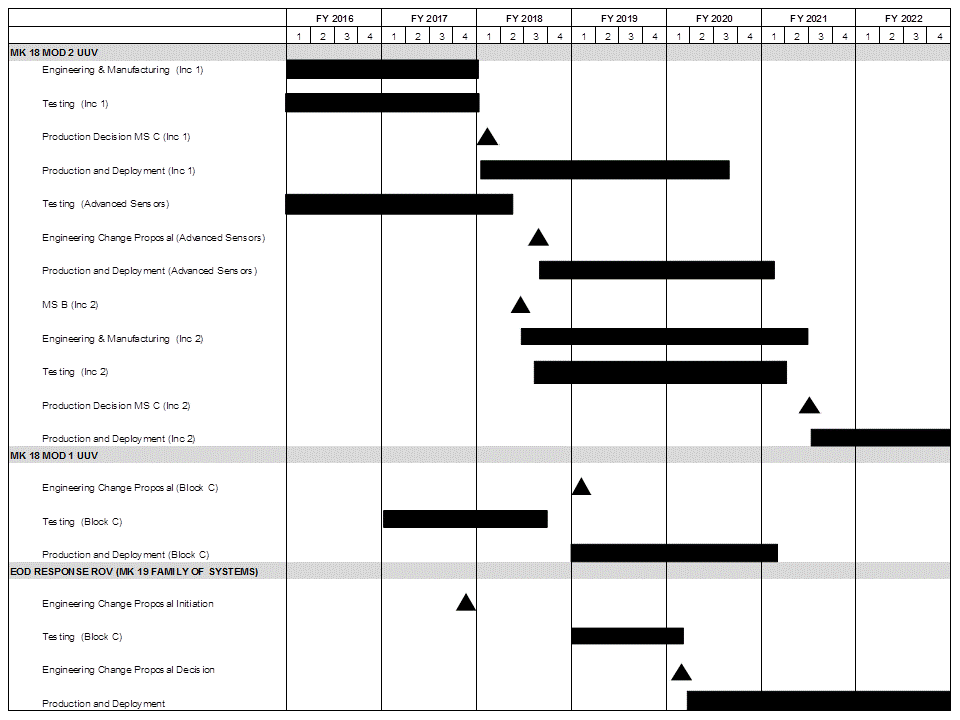 FY 2016 FY 2017 FY 2018 FY 2019 FY 2020 FY 2021 FY 2022
1 2 3 4 1 2 3 4 1 2 3 4 1 2 3 4 1 2 3 4 1 2 3 4 1 2 3 4
MK 18 MOD 2 UUV
Engineering & Manufacturing (Inc 1)
Testing (Inc 1)
Production Decision MS C (Inc 1)
Production and Deployment (Inc 1)
Testing (Advanced Sensors)
Engineering Change Proposal (Advanced Sensors)
Production and Deployment (Advanced Sensors)
MS B (Inc 2)
Engineering & Manufacturing (Inc 2)
Testing (Inc 2)
Production Decision MS C (Inc 2)
Production and Deployment (Inc 2)
MK 18 MOD 1 UUV
Engineering Change Proposal (Block C)
Testing (Block C)
Production and Deployment (Block C)
EOD RESPONSE ROV (MK 19 FAMILY OF SYSTEMS)
Engineering Change Proposal Initiation
Testing (Block C)
Engineering Change Proposal Decision
Production and Deployment